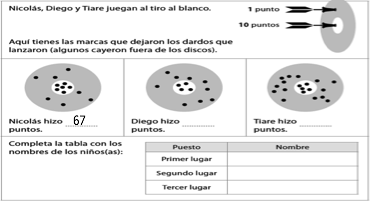 Nicolás, Diego y Tiare juegan al tiro al blanco.
1 punto
10 puntos
Aquí tienes las marcas que dejaron los dardos que
lanzaron (algunos cayeron fuera de los discos).
Nicolás hizo 67
puntos.
Diego hizo ..............
puntos.
Tiare hizo ..............
puntos.
Completa la tabla con los
nombres de los niños(as):
Puesto Nombre
Primer lugar
Segundo lugar
Tercer lugar